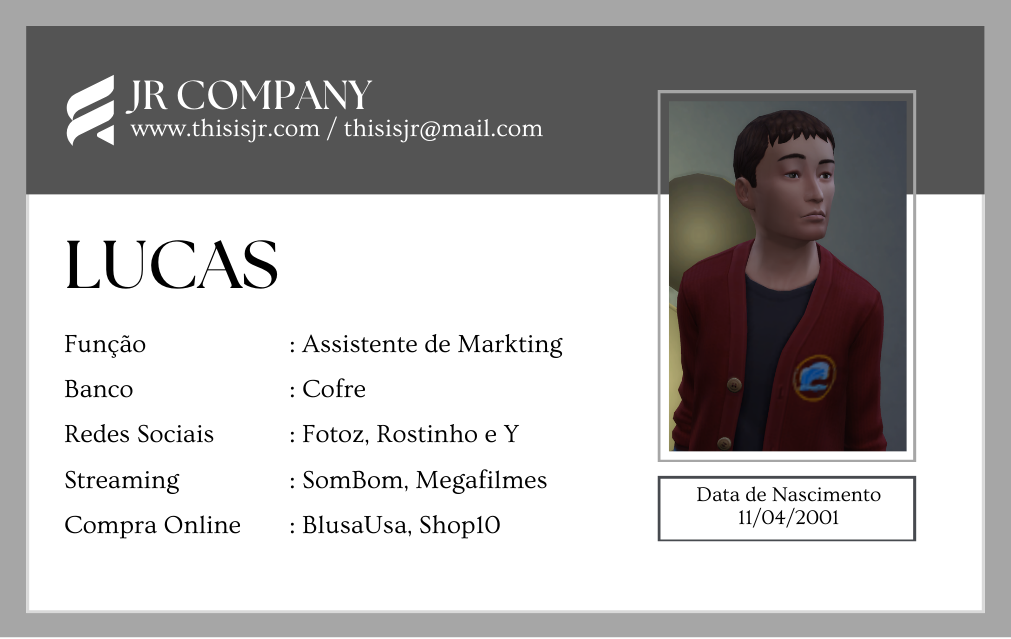 JR COMPANY
www.thisisjr.com / thisisjr@mail.com
LUCAS
Função : Assistente de Markting
Banco : Cofre
Redes Sociais : Fotoz, Rostinho e Y
Streaming : SomBom, Megafilmes
Compra Online : BlusaUsa, Shop10
Data de Nascimento
11/04/2001